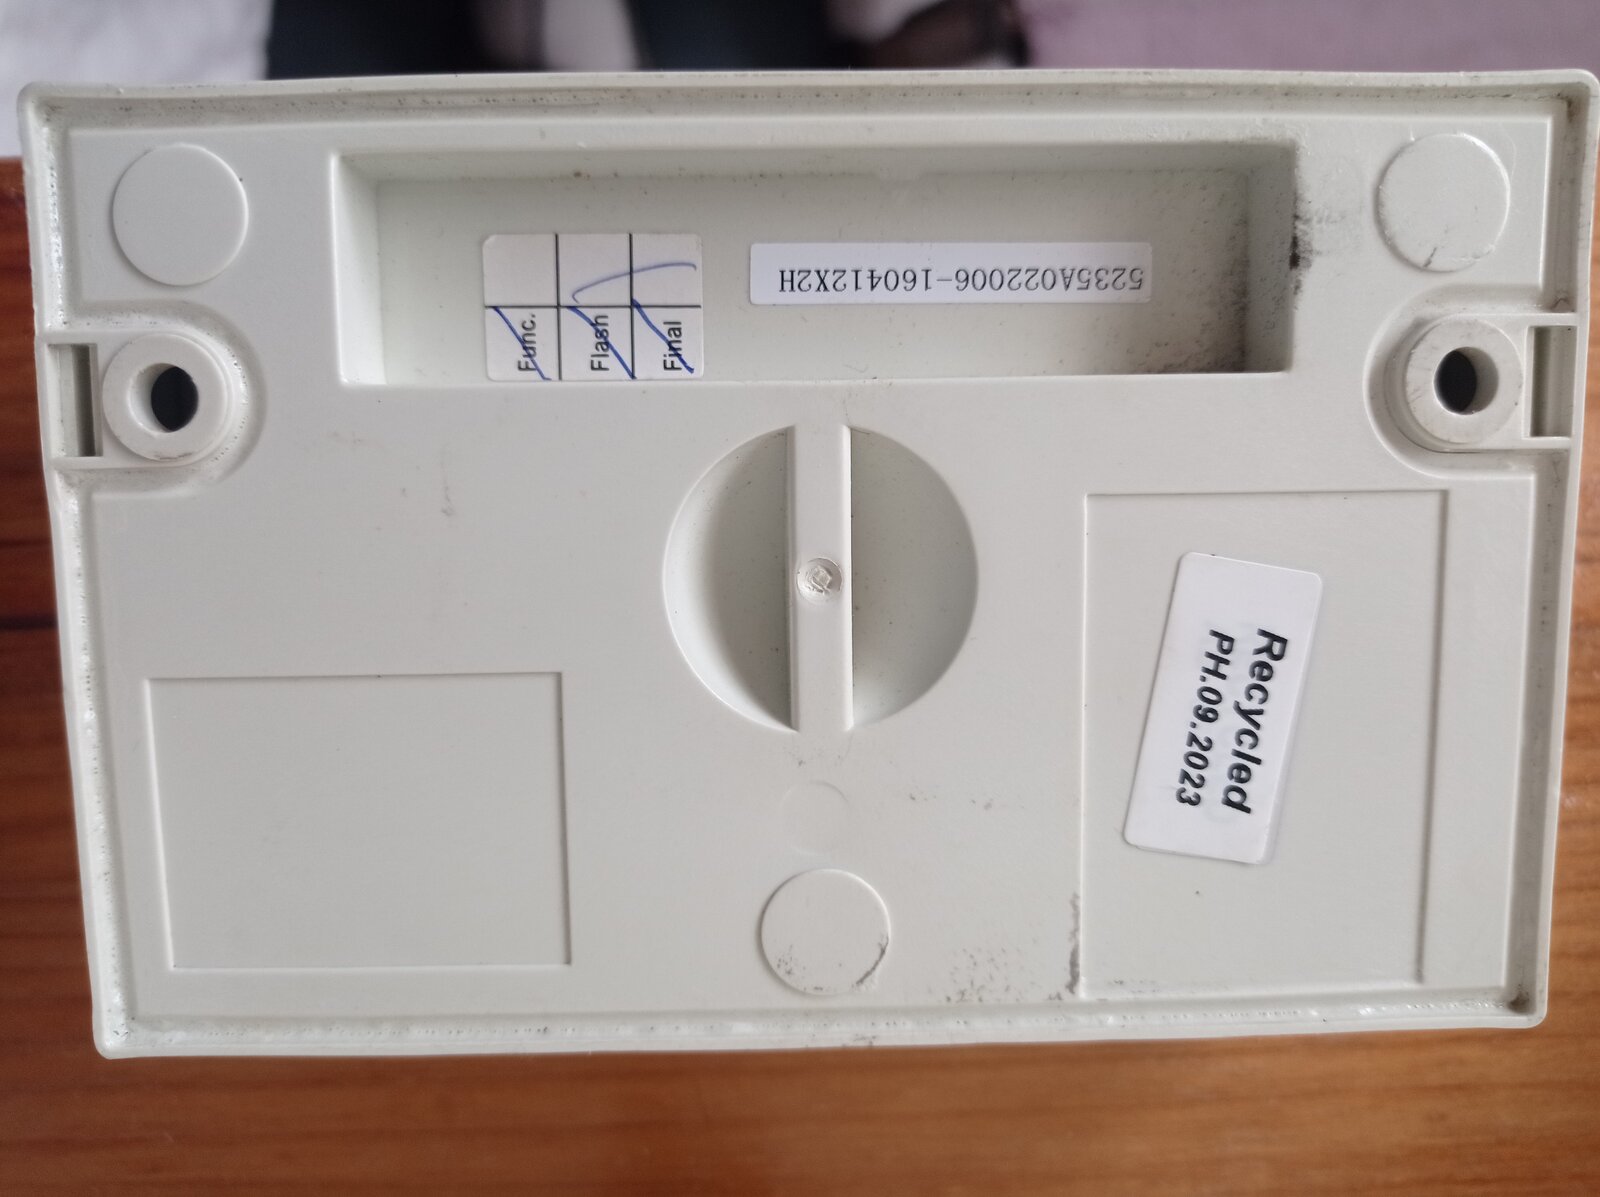 Func.
Flash
Final
5235A022006-160412X2H
Recycled
PH.09.2023